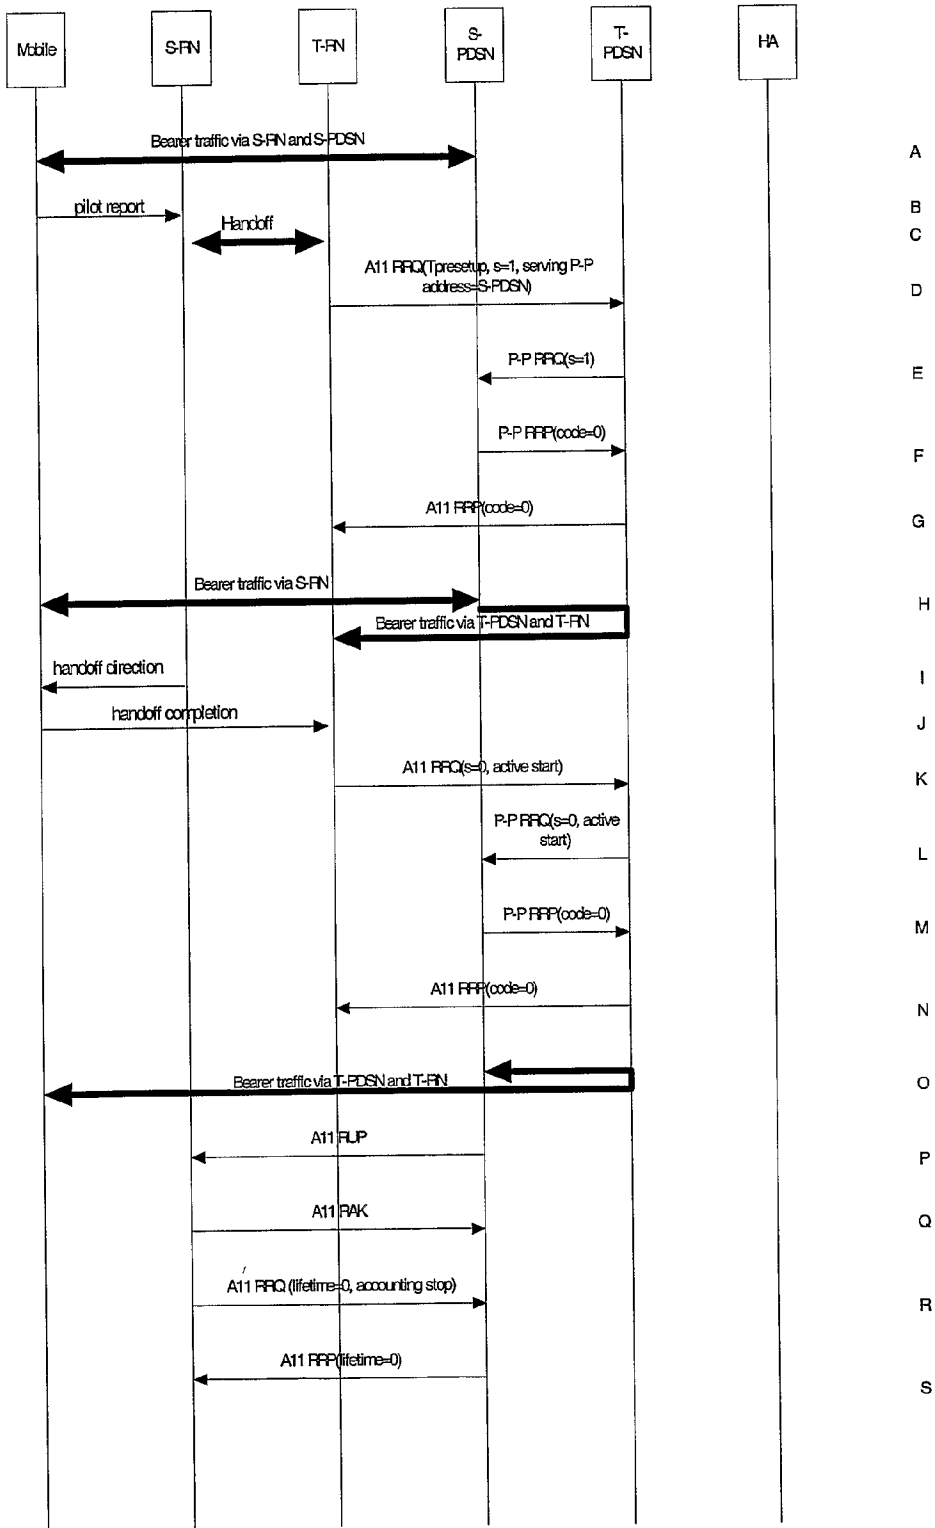 Mobile
S-RN
T-RN
S-
PDSN
T-
PDSN
HA
Bearer traffic via S-RN and S-PDSN
A
pilot report
B
Handoff
C
A11 RRQ(Tpresetup, s=1, serving P-P
address=S-PDSN)
D
P-P RRQ(s=1)
E
P-P RRP(code=0)
F
A11 RRP(code=0)
G
Bearer traffic via S-RN
H
Bearer traffic via T-PDSN and T-RN
handoff direction
I
handoff completion
J
A11 RRQ(s=0, active start)
K
P-P RRQ(s=0, active
start)
L
P-P RRP(code=0)
M
A11 RRP(code=0)
N
Bearer traffic via T-PDSN and T-RN
O
A11 RUP
P
A11 RAK
Q
A11 RRQ (lifetime=0, accounting stop)
R
A11 RRP(lifetime=0)
S